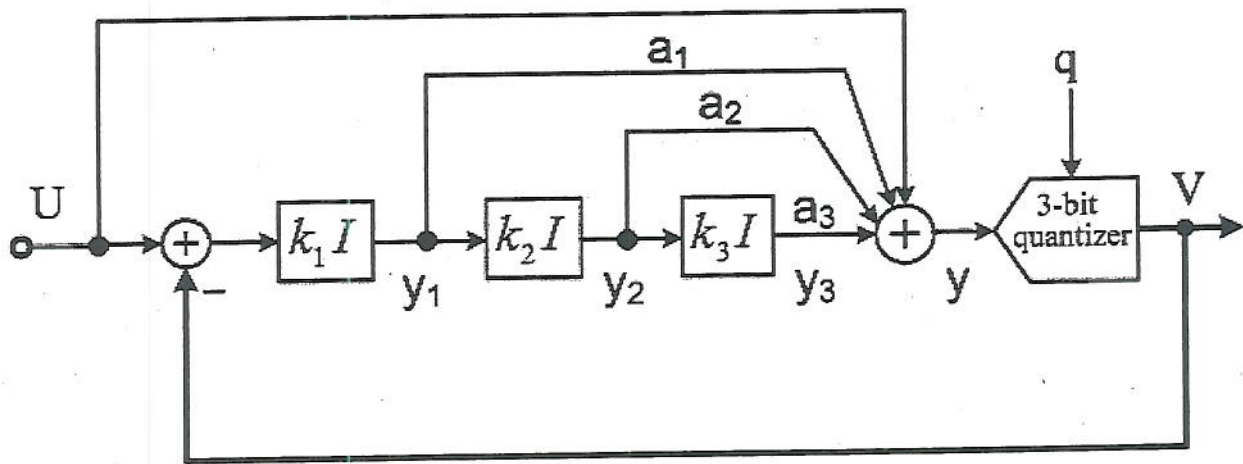 a₁
q
a₂
U
V
k₁I
k₂I
k₃I
a₃
3-bit
quantizer
+
+
−
y₁
y₂
y₃
y